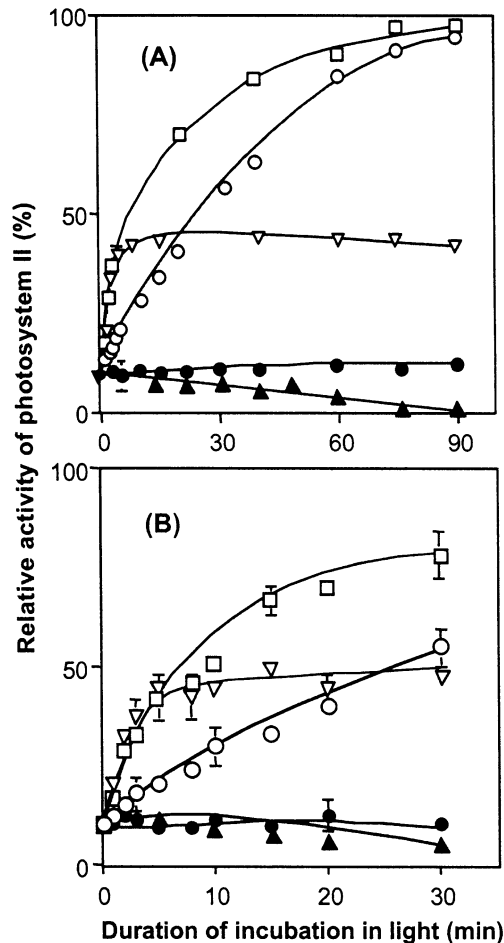 100
(A)
50
0
0 30 60 90
Relative activity of photosystem II (%)
100
(B)
50
0
0 10 20 30
Duration of incubation in light (min)